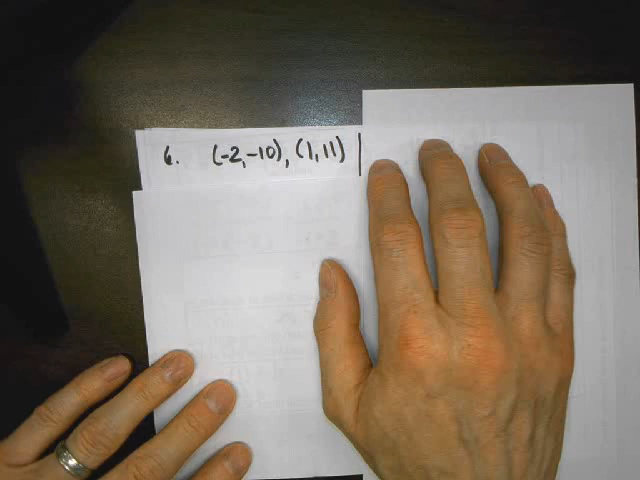 6. (-2,-10), (1,11)